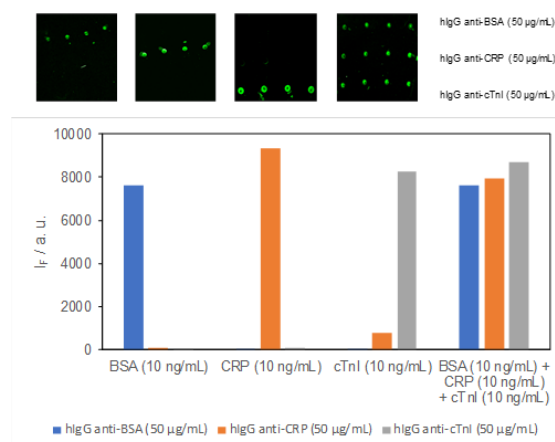 hIgG anti-BSA (50 µg/mL)
hIgG anti-CRP (50 µg/mL)
hIgG anti-cTnI (50 µg/mL)
10000
8000
6000
4000
2000
0
IF / a. u.
BSA (10 ng/mL) CRP (10 ng/mL) cTnI (10 ng/mL) BSA (10 ng/mL) +
CRP (10 ng/mL)
+ cTnI (10 ng/mL)
hIgG anti-BSA (50 µg/mL) hIgG anti-CRP (50 µg/mL) hIgG anti-cTnI (50 µg/mL)